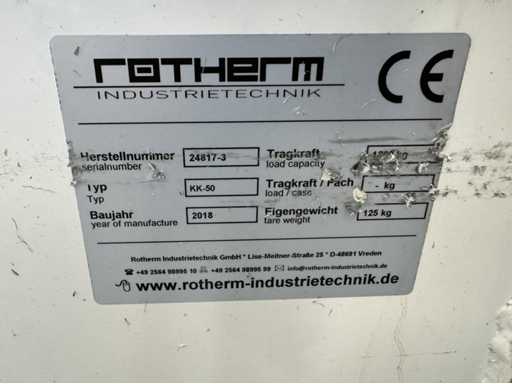 ROTHERM
INDUSTRIETECHNIK
CE
Herstellnummer 24817-3 Tragkraft kg
serialnumber load capacity
Typ KK-50 Tragkraft / Fach - kg
Typ load / case
Baujahr 2018 Eigengewicht 125 kg
year of manufacture tare weight
Rotherm Industrietechnik GmbH * Lise-Meitner-Straße 25 * D-48691 Vreden
+49 2564 98995 10 +49 2564 98995 99 info@rotherm-industrietechnik.de
www.rotherm-industrietechnik.de